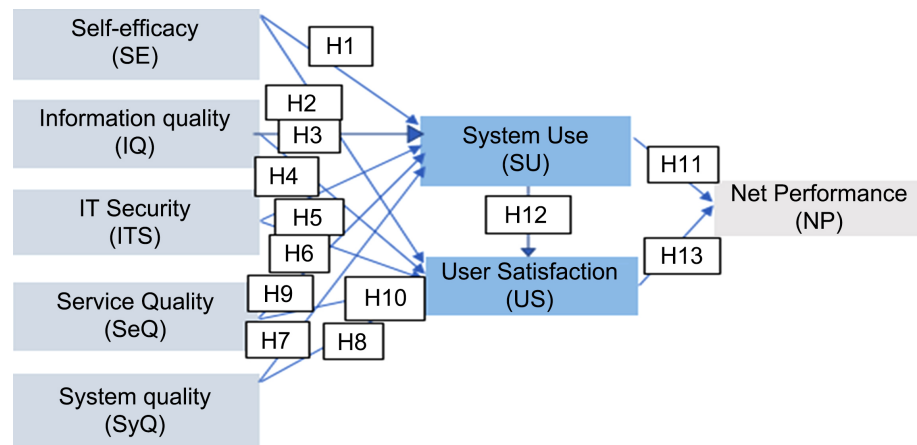 Self-efficacy
(SE)
Information quality
(IQ)
IT Security
(ITS)
Service Quality
(SeQ)
System quality
(SyQ)
H1
H2
H3
H4
H5
H6
H9
H10
H7
H8
System Use
(SU)
H12
User Satisfaction
(US)
H11
H13
Net Performance
(NP)